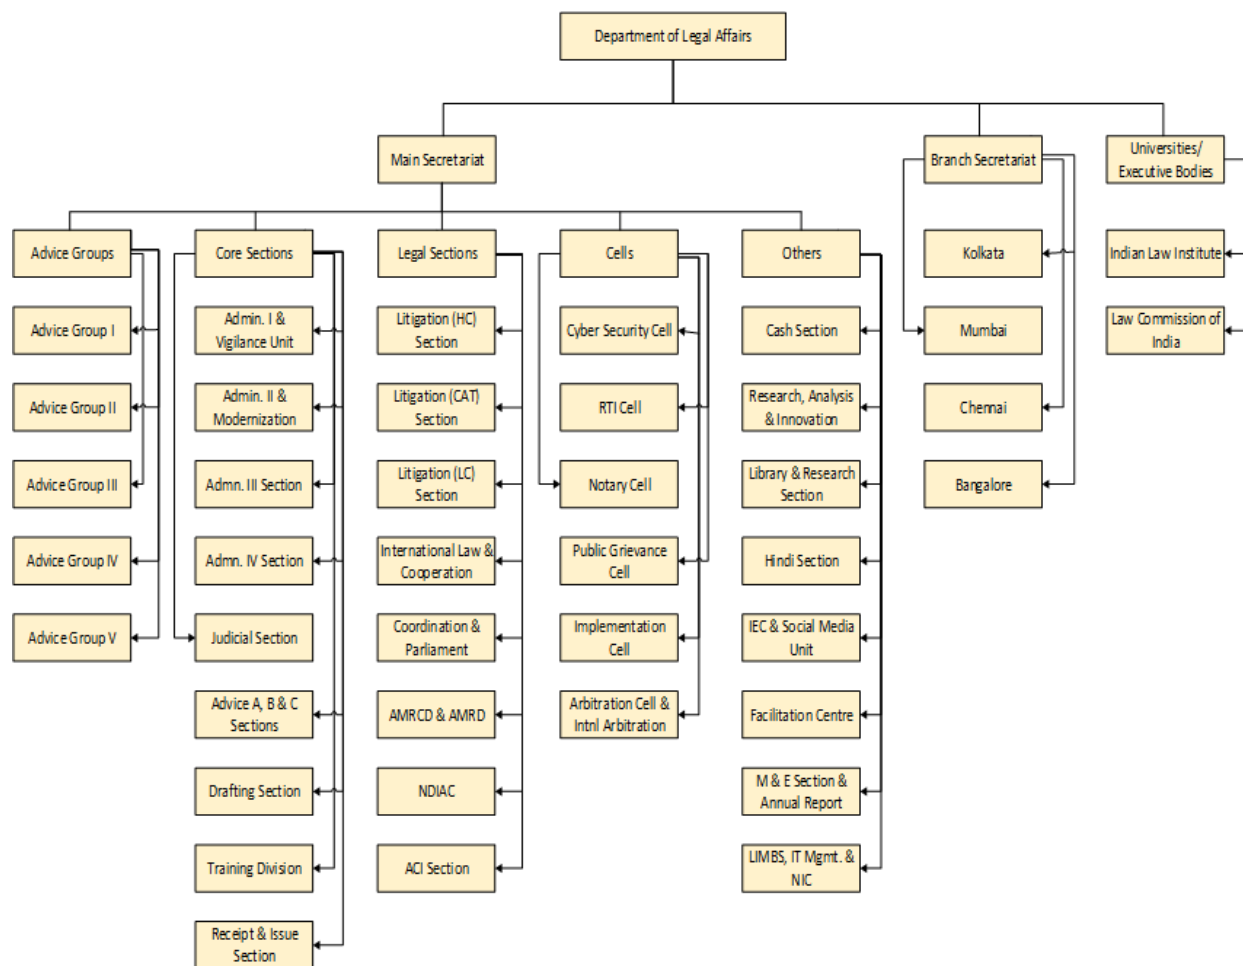 Department of Legal Affairs
Main Secretariat
Branch Secretariat
Universities/
Executive Bodies
Advice Groups
Core Sections
Legal Sections
Cells
Others
Kolkata
Indian Law Institute
Advice Group I
Admin. I &
Vigilance Unit
Litigation (HC)
Section
Cyber Security Cell
Cash Section
Mumbai
Law Commission of
India
Advice Group II
Admin. II &
Modernization
Litigation (CAT)
Section
RTI Cell
Research, Analysis
& Innovation
Chennai
Advice Group III
Admn. III Section
Litigation (LC)
Section
Notary Cell
Library & Research
Section
Bangalore
Advice Group IV
Admn. IV Section
International Law &
Cooperation
Public Grievance
Cell
Hindi Section
Advice Group V
Judicial Section
Coordination &
Parliament
Implementation
Cell
IEC & Social Media
Unit
Advice A, B & C
Sections
AMRCD & AMRD
Arbitration Cell &
Intnl Arbitration
Facilitation Centre
Drafting Section
NDIAC
M & E Section &
Annual Report
Training Division
ACI Section
LIMBS, IT Mgmt. &
NIC
Receipt & Issue
Section